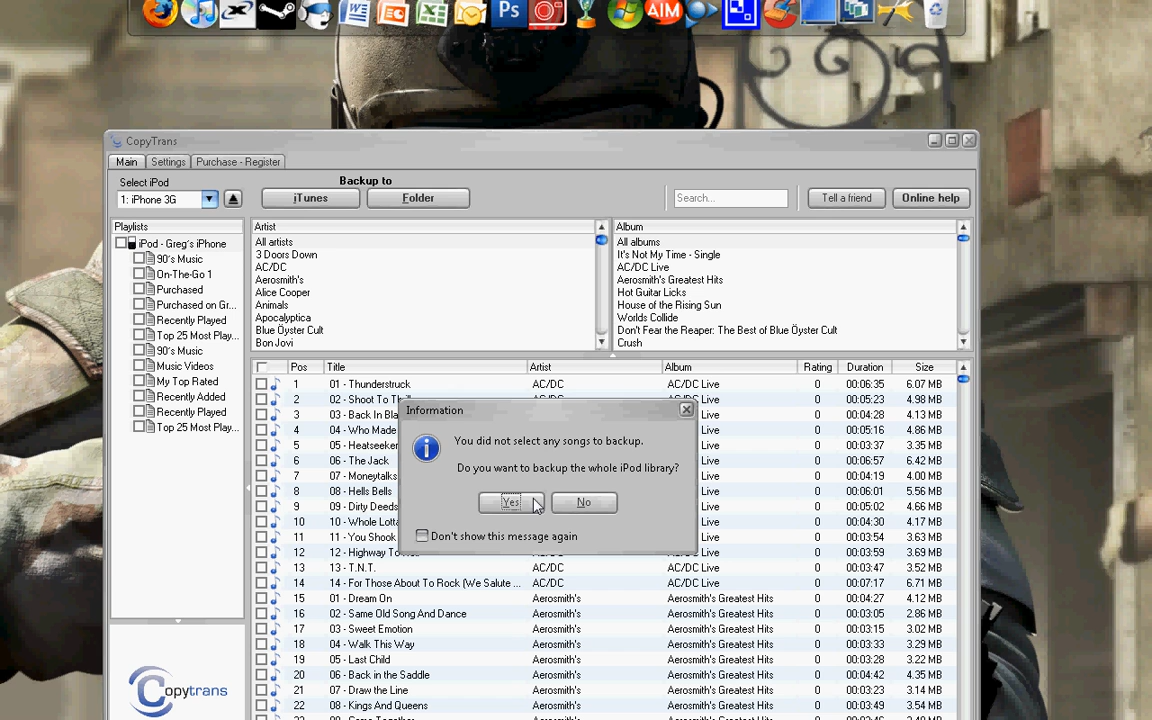 W
Ps
AIM
CopyTrans
Main
Settings
Purchase - Register
Select iPod
Backup to
1: iPhone 3G
iTunes
Folder
Search...
Tell a friend
Online help
Playlists
iPod - Greg's iPhone
90's Music
On-The-Go 1
Purchased
Purchased on Gr...
Recently Played
Top 25 Most Play...
90's Music
Music Videos
My Top Rated
Recently Added
Recently Played
Top 25 Most Play...
Artist
All artists
3 Doors Down
AC/DC
Aerosmith's
Alice Cooper
Animals
Apocalyptica
Blue Öyster Cult
Bon Jovi
Album
All albums
It's Not My Time - Single
AC/DC Live
Aerosmith's Greatest Hits
Hot Guitar Licks
House of the Rising Sun
Worlds Collide
Don't Fear the Reaper: The Best of Blue Öyster Cult
Crush
Pos Title Artist Album Rating Duration Size
1 01 - Thunderstruck AC/DC AC/DC Live 0 00:06:35 6.07 MB
2 02 - Shoot To AC/DC AC/DC Live 0 00:05:23 4.98 MB
3 03 - Back In Bla Live 0 00:04:28 4.13 MB
4 04 - Who Made Live 0 00:05:16 4.86 MB
5 05 - Heatseeker Live 0 00:03:37 3.35 MB
6 06 - The Jack Live 0 00:06:57 6.42 MB
7 07 - Moneytalks Live 0 00:04:19 4.00 MB
8 08 - Hells Bells Live 0 00:06:01 5.56 MB
9 09 - Dirty Deeds Live 0 00:05:02 4.66 MB
10 10 - Whole Lotta Live 0 00:04:30 4.17 MB
11 11 - You Shook Live 0 00:03:54 3.63 MB
12 12 - Highway To AC/DC AC/DC Live 0 00:03:59 3.69 MB
13 13 - T.N.T. AC/DC AC/DC Live 0 00:03:47 3.52 MB
14 14 - For Those About To Rock (We Salute ... AC/DC AC/DC Live 0 00:07:17 6.71 MB
15 01 - Dream On Aerosmith's Aerosmith's Greatest Hits 0 00:04:27 4.12 MB
16 02 - Same Old Song And Dance Aerosmith's Aerosmith's Greatest Hits 0 00:03:05 2.86 MB
17 03 - Sweet Emotion Aerosmith's Aerosmith's Greatest Hits 0 00:03:15 3.02 MB
18 04 - Walk This Way Aerosmith's Aerosmith's Greatest Hits 0 00:03:33 3.29 MB
19 05 - Last Child Aerosmith's Aerosmith's Greatest Hits 0 00:03:28 3.22 MB
20 06 - Back in the Saddle Aerosmith's Aerosmith's Greatest Hits 0 00:04:42 4.35 MB
21 07 - Draw the Line Aerosmith's Aerosmith's Greatest Hits 0 00:03:23 3.14 MB
22 08 - Kings And Queens Aerosmith's Aerosmith's Greatest Hits 0 00:03:49 3.54 MB
Information
You did not select any songs to backup.
Do you want to backup the whole iPod library?
Yes
No
Don't show this message again
Copytrans